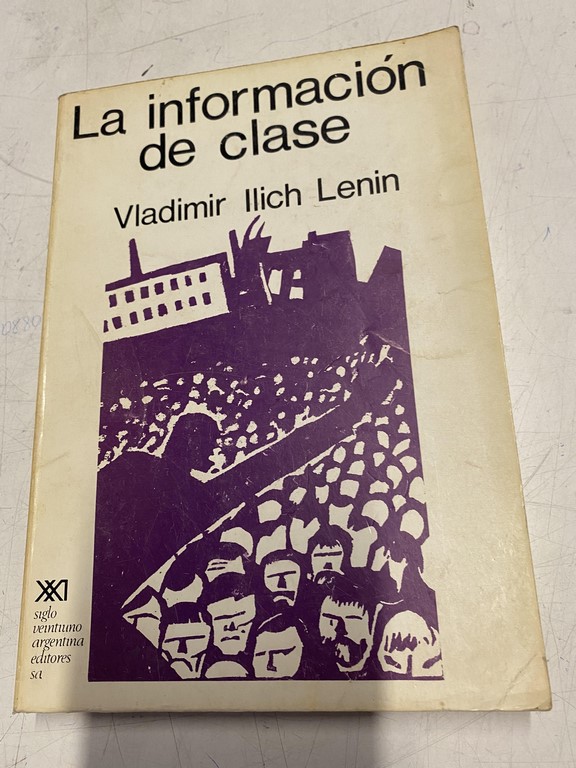 La información
de clase
Vladimir Ilich Lenin
XXI
siglo
veintiuno
argentina
editores
sa